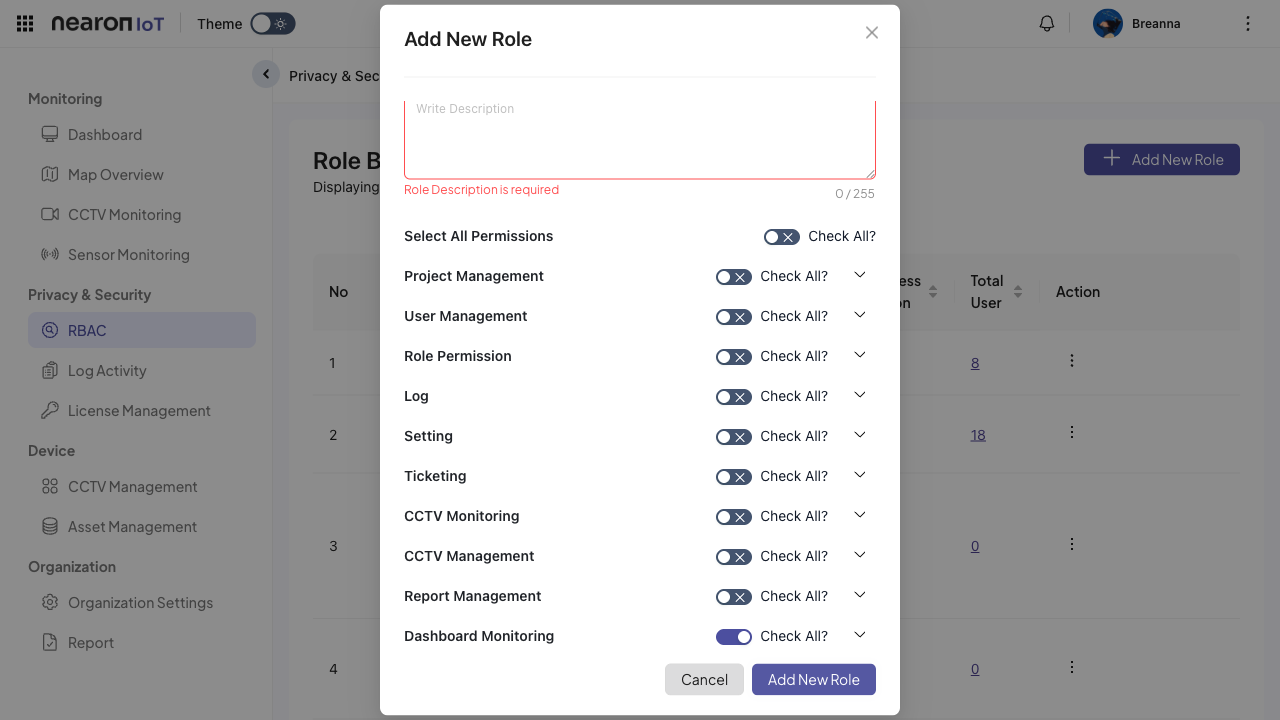 nearon IoT
Theme
Breanna
Add New Role
Privacy & Sec
Monitoring
Dashboard
Map Overview
CCTV Monitoring
Sensor Monitoring
Privacy & Security
RBAC
Log Activity
License Management
Device
CCTV Management
Asset Management
Organization
Organization Settings
Report
Role B
Displaying
Add New Role
No
ess
on
Total
User
Action
1
8
2
18
3
0
4
0
Write Description
Role Description is required
0 / 255
Select All Permissions
Check All?
Project Management
Check All?
User Management
Check All?
Role Permission
Check All?
Log
Check All?
Setting
Check All?
Ticketing
Check All?
CCTV Monitoring
Check All?
CCTV Management
Check All?
Report Management
Check All?
Dashboard Monitoring
Check All?
Cancel
Add New Role